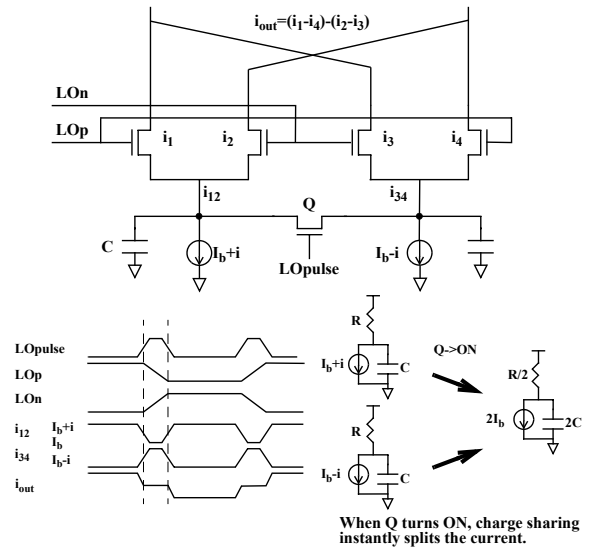 iout=(i1-i4)-(i2-i3)
LOn
LOp
i1
i2
i3
i4
i12
i34
Q
C
Ib+i
Ib-i
LOpulse
LOpulse
LOp
LOn
i12 Ib+i
Ib
i34 Ib-i
iout
R
Ib+i
C
R
Ib-i
C
Q->ON
R/2
2Ib
2C
When Q turns ON, charge sharing
instantly splits the current.